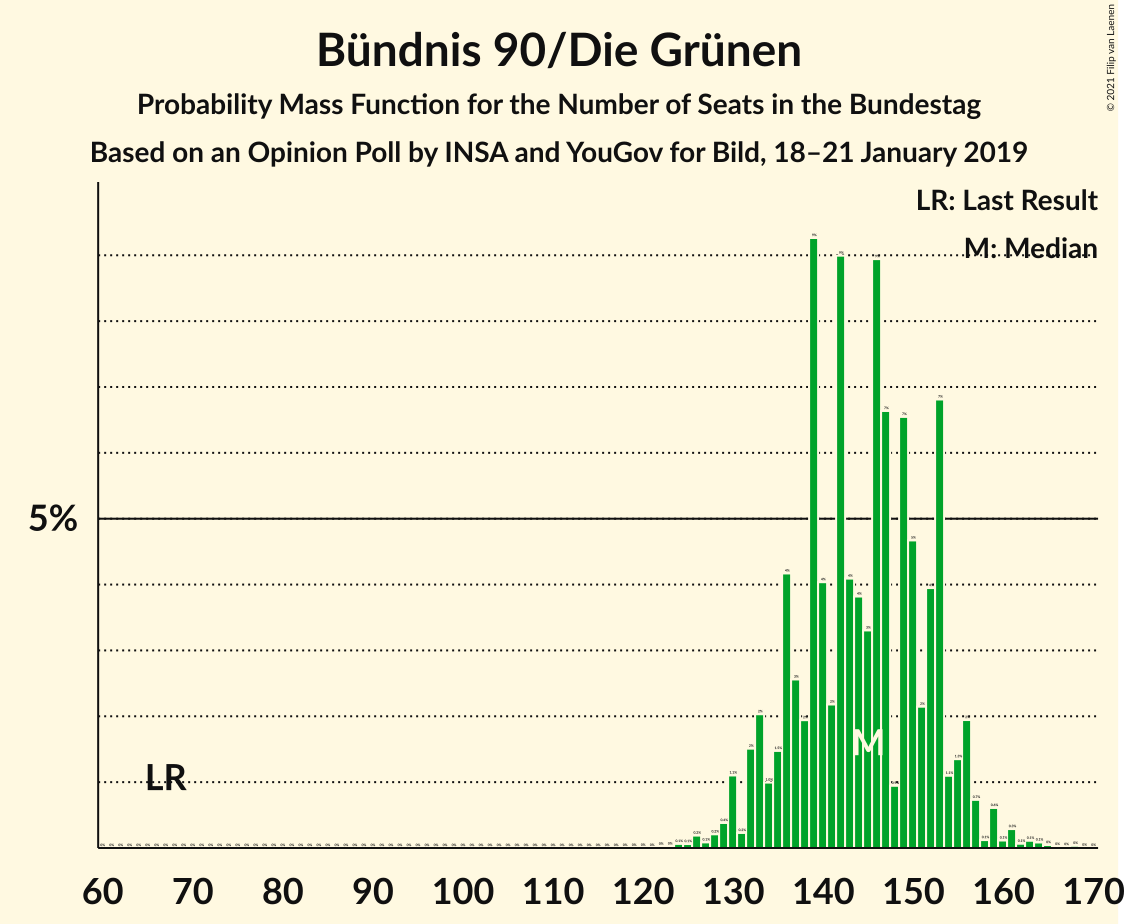 Bündnis 90/Die Grünen
Probability Mass Function for the Number of Seats in the Bundestag
Based on an Opinion Poll by INSA and YouGov for Bild, 18–21 January 2019
© 2021 Filip van Laenen
LR: Last Result
M: Median
5%
LR
M
60 70 80 90 100 110 120 130 140 150 160 170